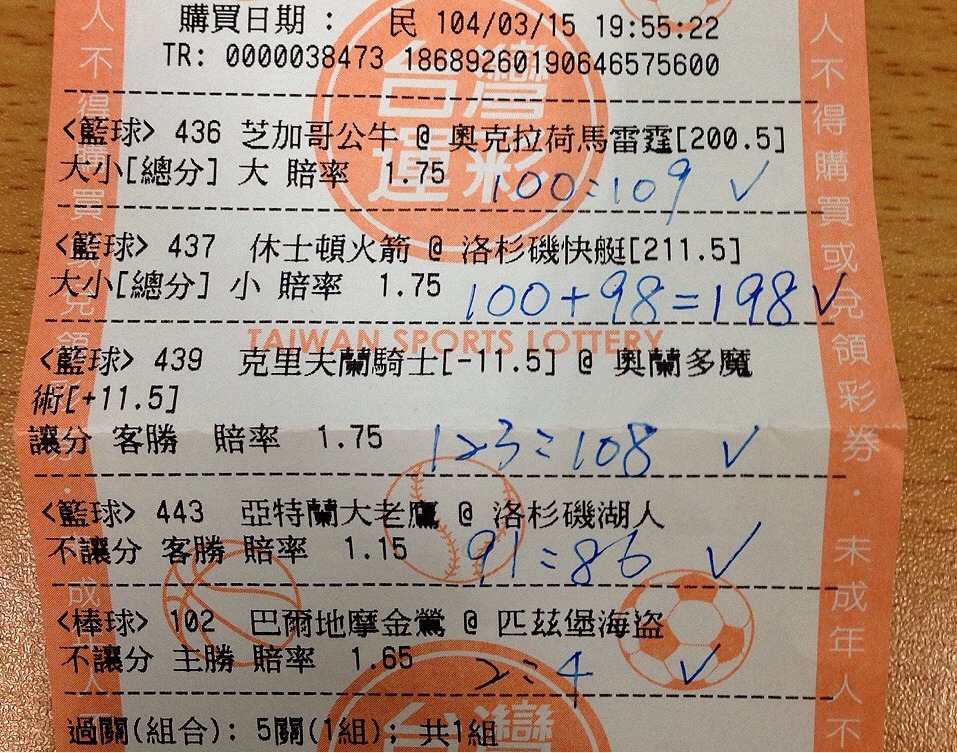 購買日期： 民 104/03/15 19:55:22
TR: 0000038473 18689260190646575600
<籃球> 436 芝加哥公牛 @ 奧克拉荷馬雷霆[200.5]
大小[總分] 大 賠率 1.75 100:109 ✓
<籃球> 437 休士頓火箭 @ 洛杉磯快艇[211.5]
大小[總分] 小 賠率 1.75 100+98=198 ✓
TAIWAN SPORTS LOTTERY
<籃球> 439 克里夫蘭騎士[-11.5] @ 奧蘭多魔
術[+11.5]
讓分 客勝 賠率 1.75 123:108 ✓
<籃球> 443 亞特蘭大老鷹 @ 洛杉磯湖人
不讓分 客勝 賠率 1.15 91:86 ✓
<棒球> 102 巴爾地摩金鶯 @ 匹茲堡海盜
不讓分 主勝 賠率 1.65 2:4 ✓
過關(組合): 5關(1組); 共1組
台灣
運彩
人不得購買或兌領彩券．未成年人不